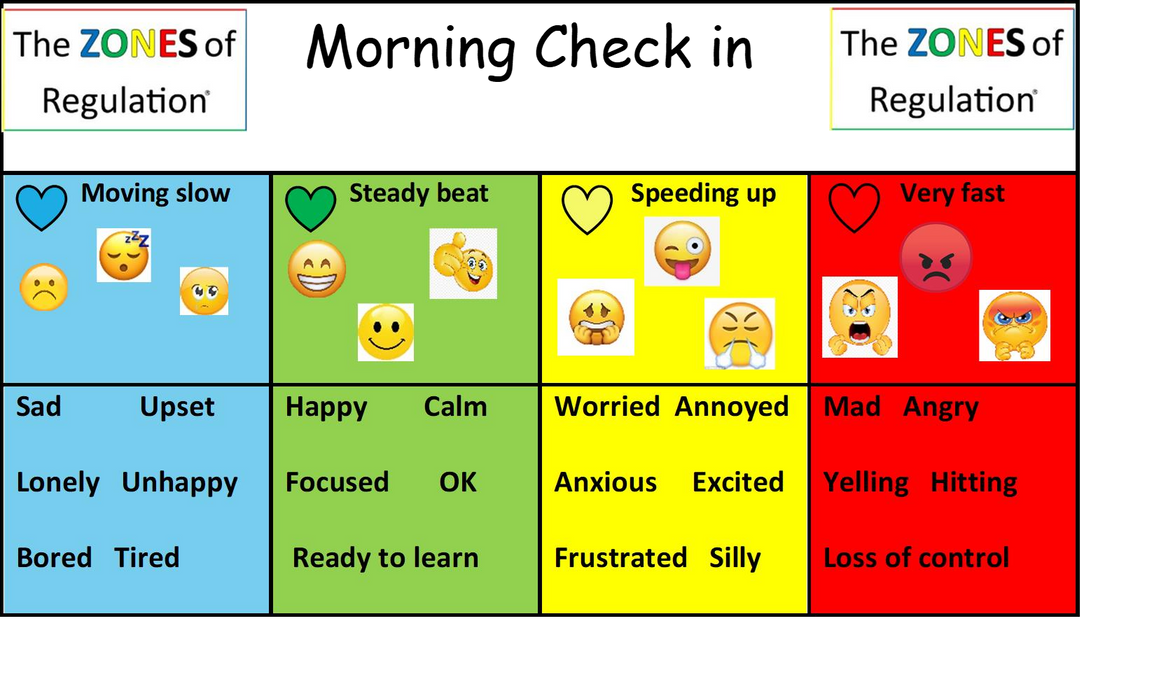 The ZONES of
Regulation®
Morning Check in
The ZONES of
Regulation®
Moving slow
zzZ
Sad Upset
Lonely Unhappy
Bored Tired
Steady beat
Happy Calm
Focused OK
Ready to learn
Speeding up
Worried Annoyed
Anxious Excited
Frustrated Silly
Very fast
Mad Angry
Yelling Hitting
Loss of control